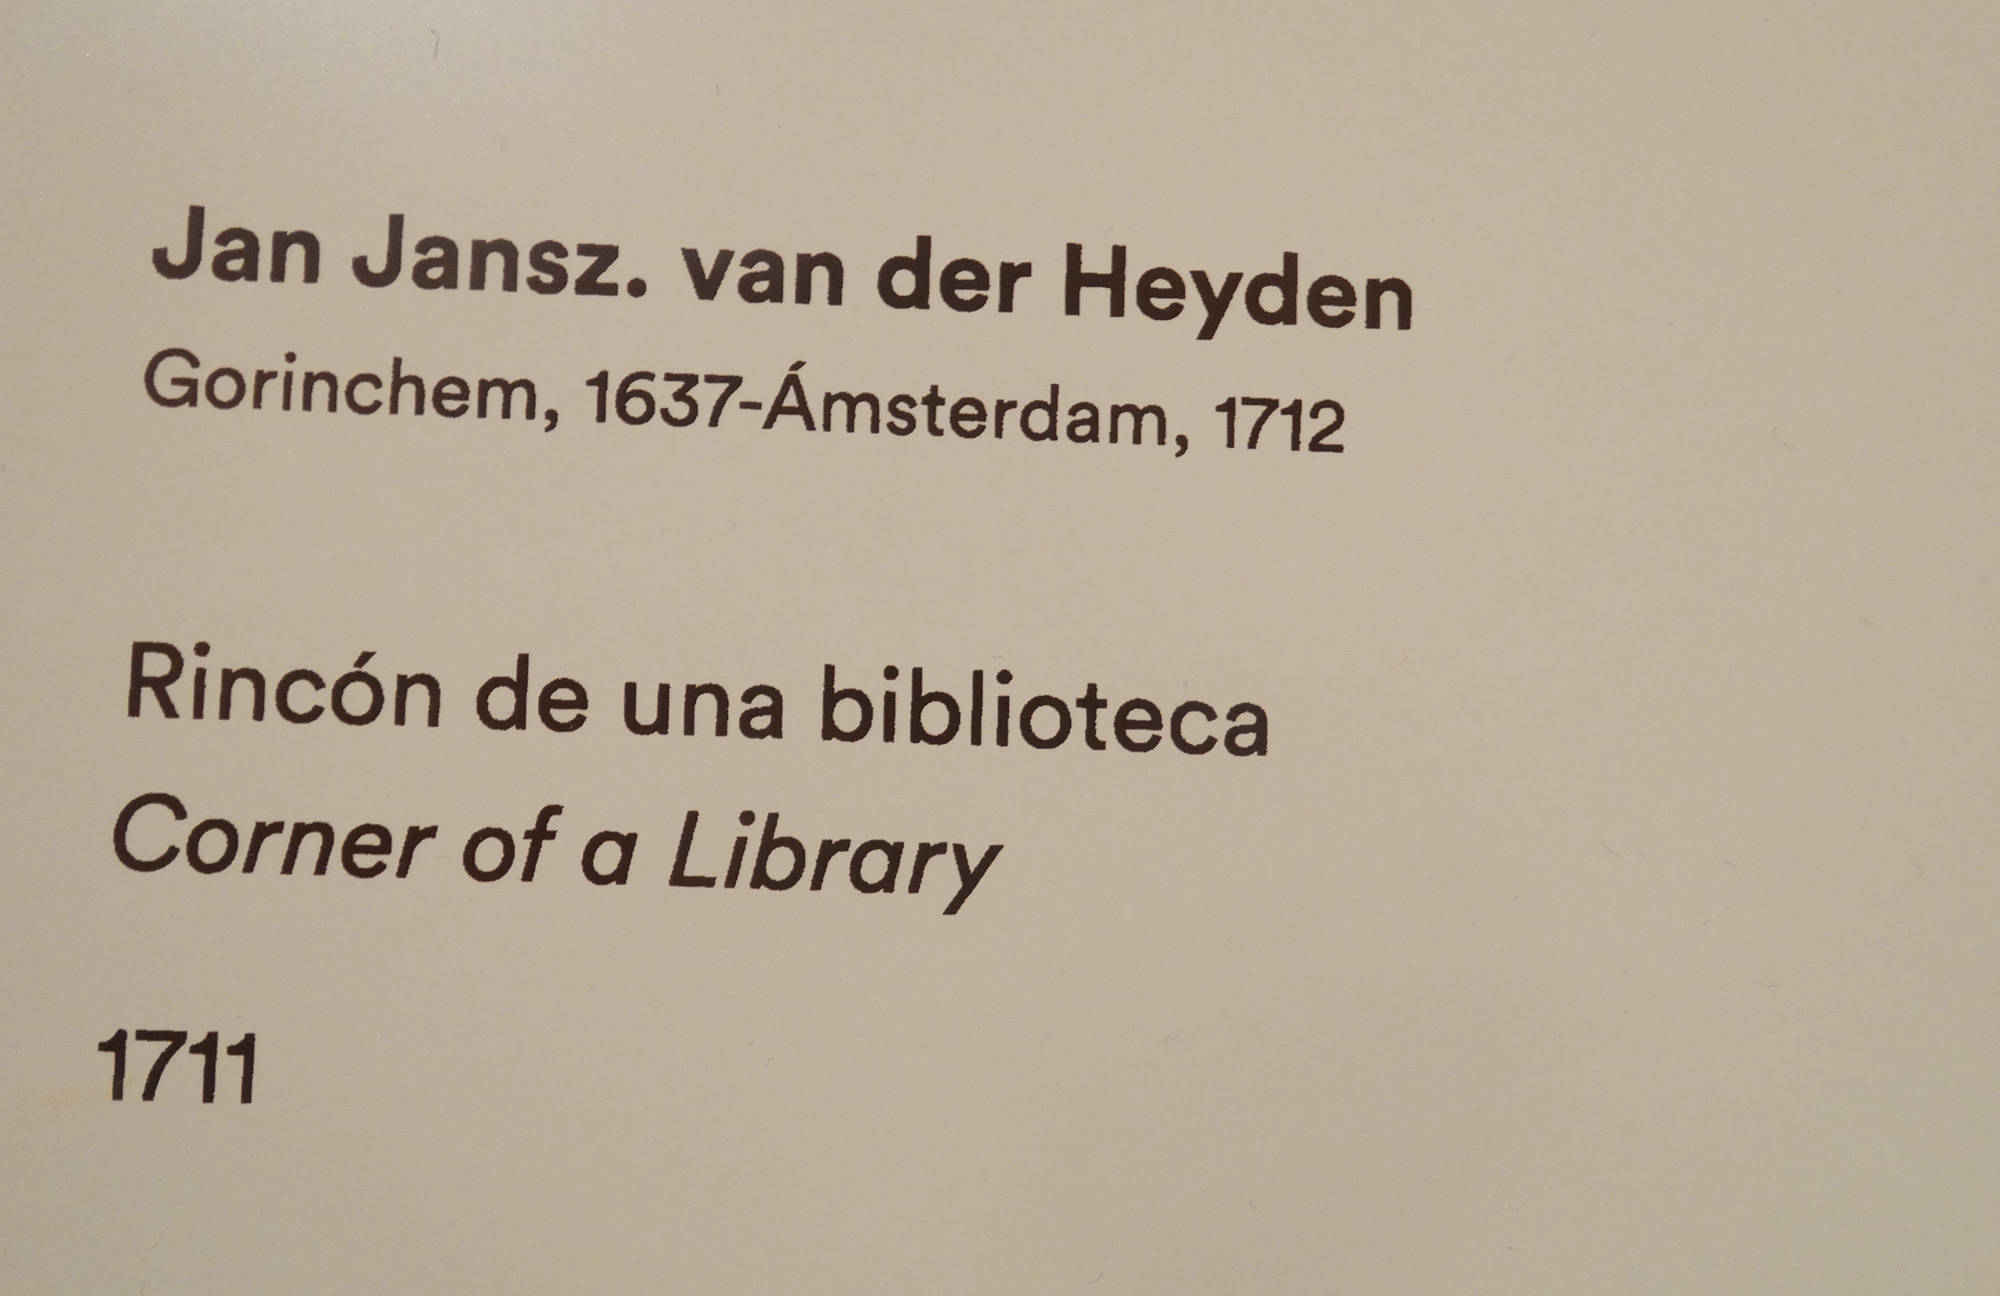 Jan Jansz. van der Heyden
Gorinchem, 1637-Ámsterdam, 1712
Rincón de una biblioteca
Corner of a Library
1711